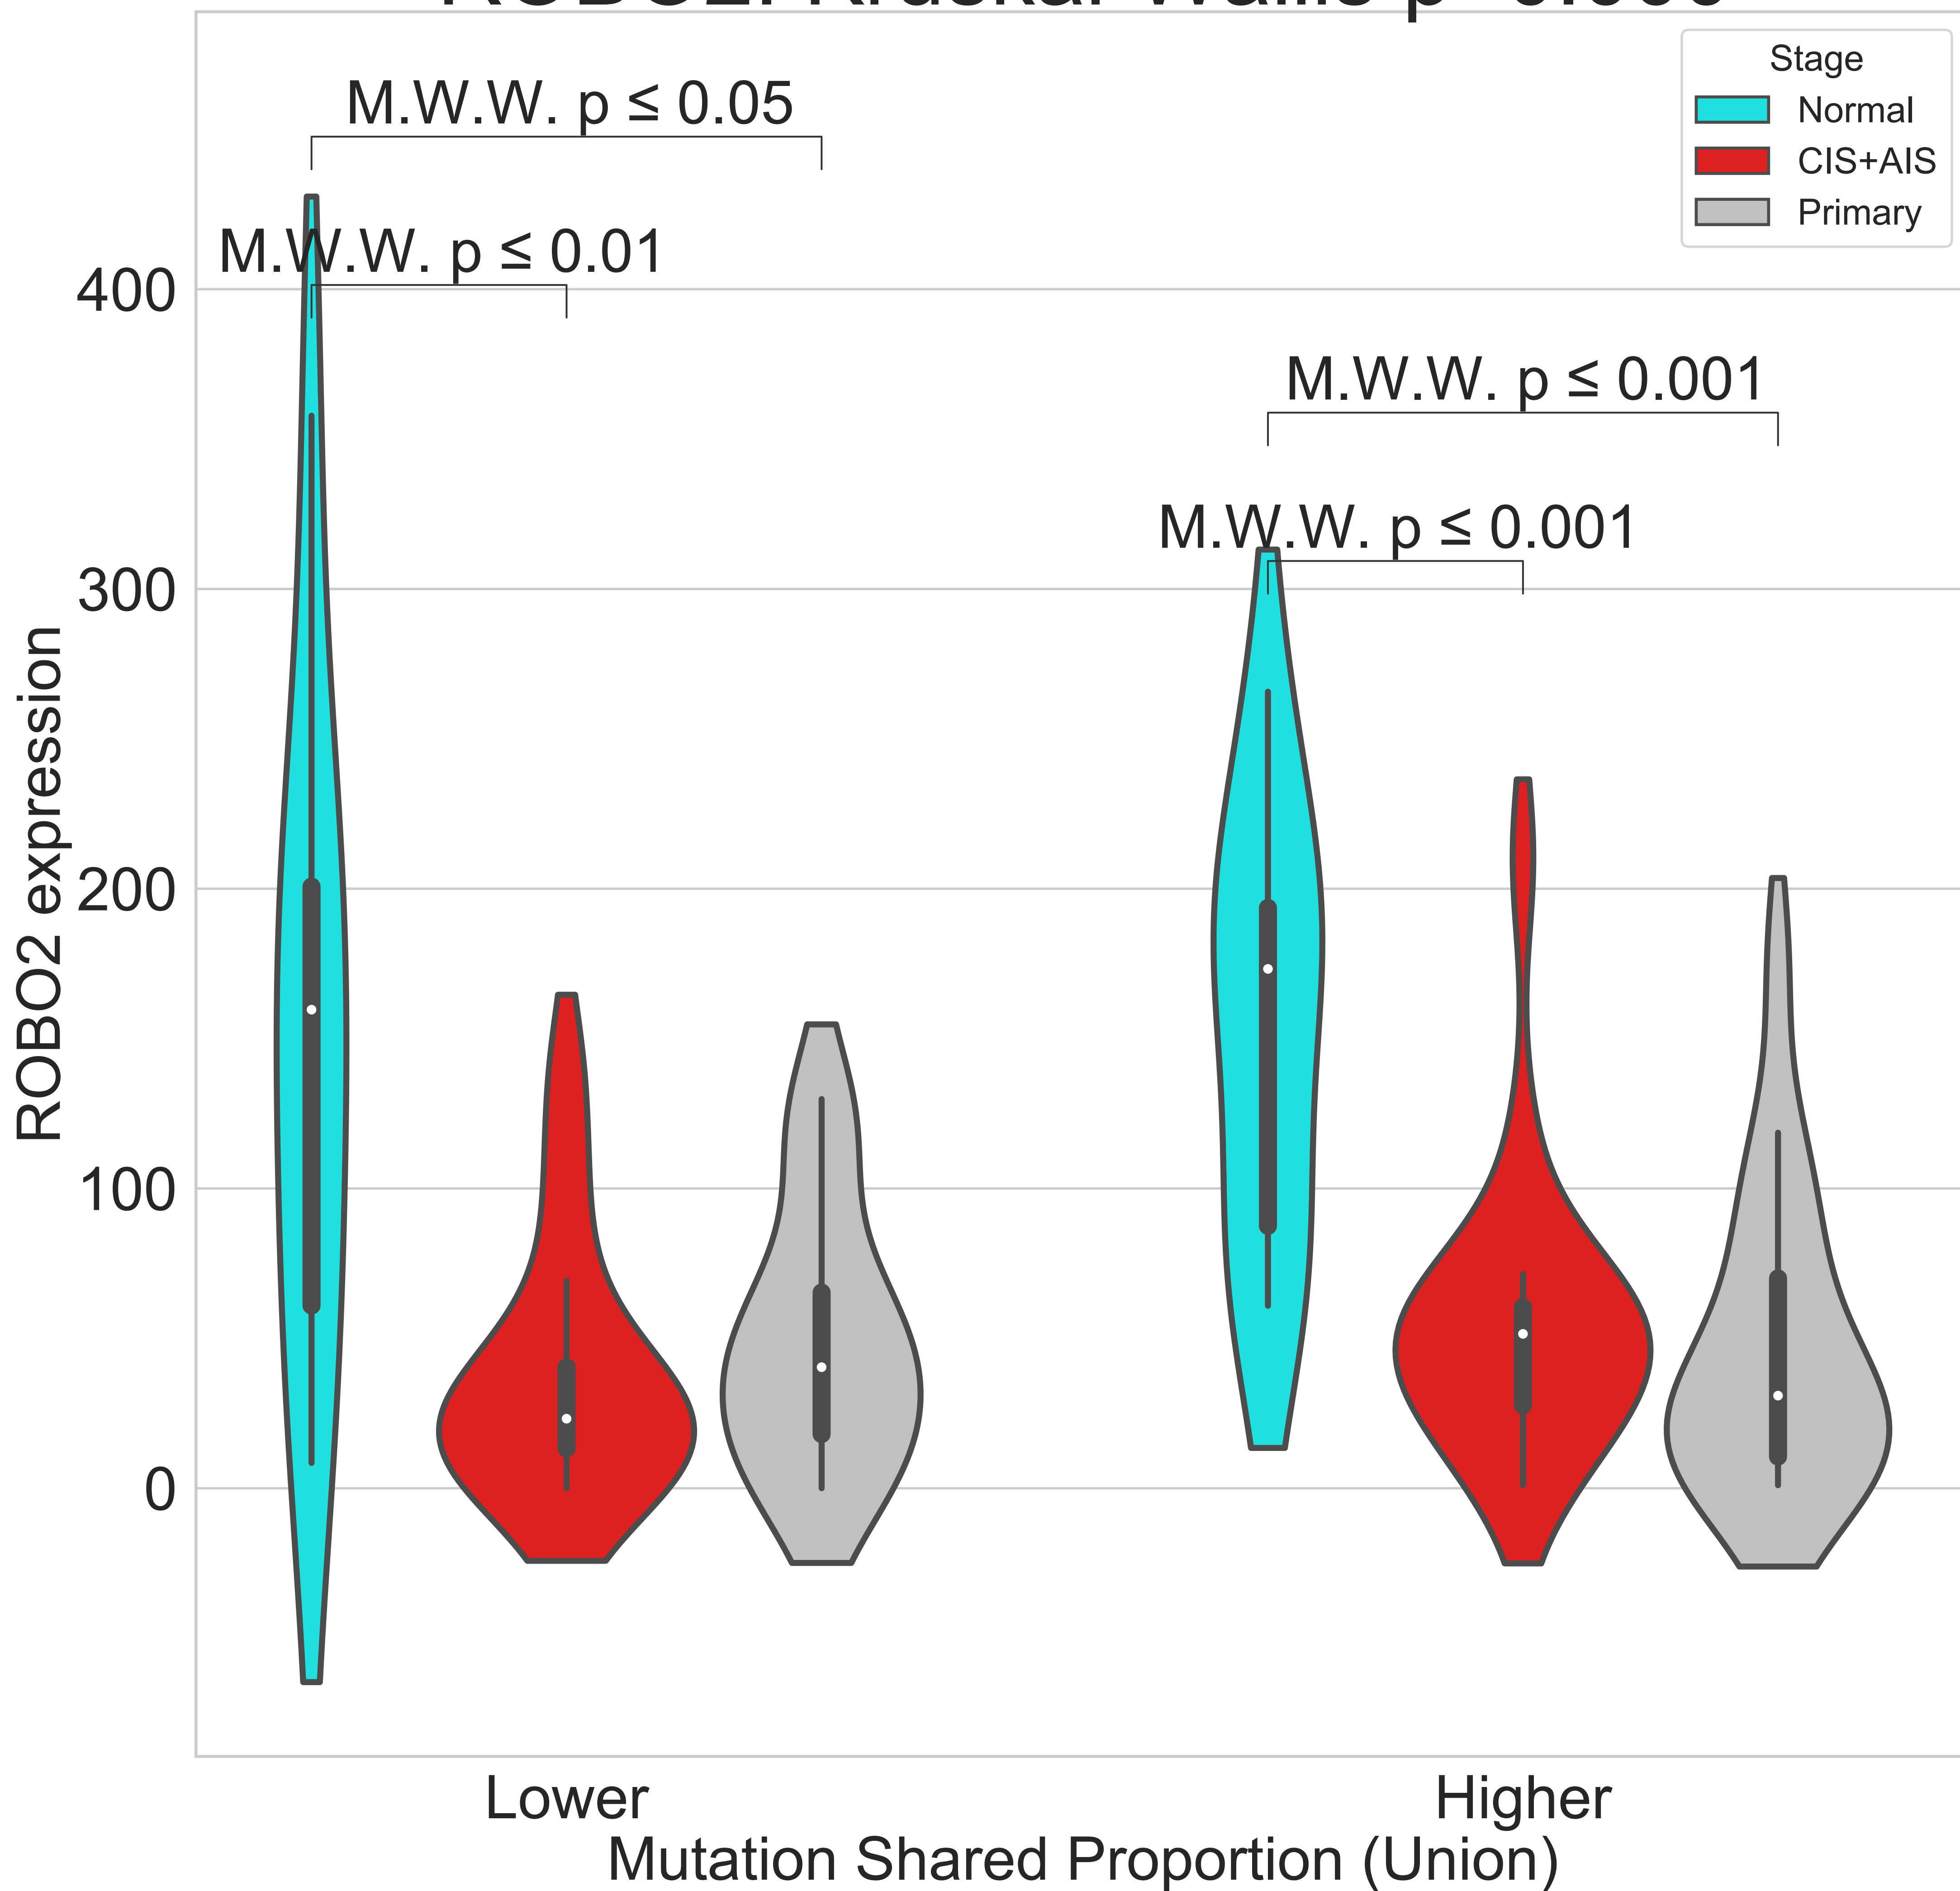 M.W.W. p ≤ 0.05
M.W.W. p ≤ 0.01
M.W.W. p ≤ 0.001
M.W.W. p ≤ 0.001
Stage
Normal
CIS+AIS
Primary
400
300
200
100
0
ROBO2 expression
Lower
Higher
Mutation Shared Proportion (Union)